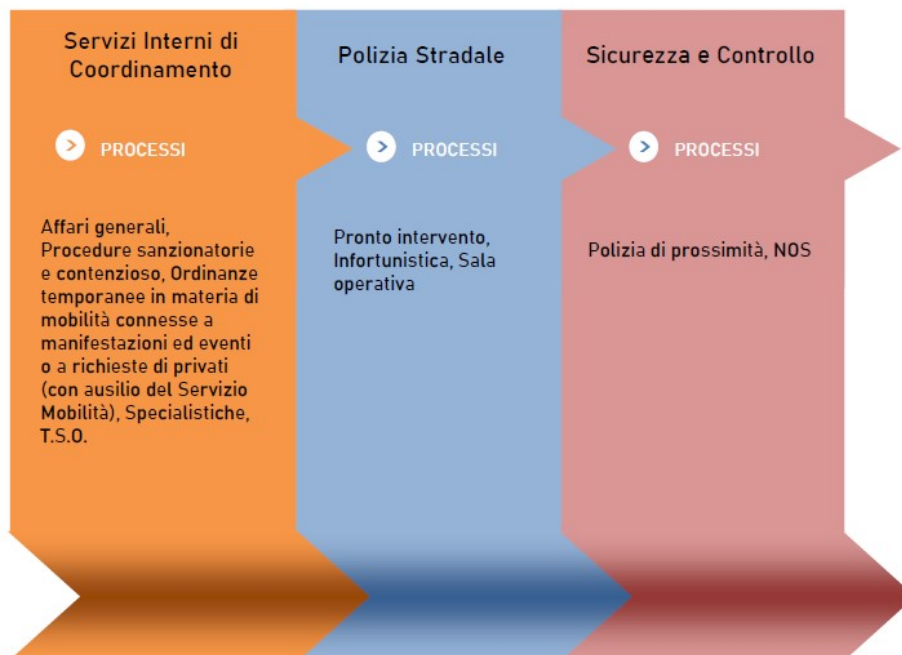 Servizi Interni di
Coordinamento
PROCESSI
Affari generali,
Procedure sanzionatorie
e contenzioso, Ordinanze
temporanee in materia di
mobilità connesse a
manifestazioni ed eventi
o a richieste di privati
(con ausilio del Servizio
Mobilità), Specialistiche,
T.S.O.
Polizia Stradale
PROCESSI
Pronto intervento,
Infortunistica, Sala
operativa
Sicurezza e Controllo
PROCESSI
Polizia di prossimità, NOS